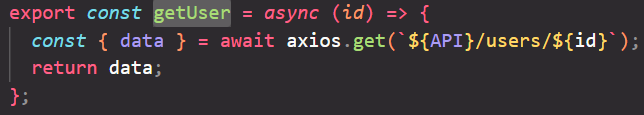 export const getUser = async (id) => {
  const { data } = await axios.get(`${API}/users/${id}`);
  return data;
};